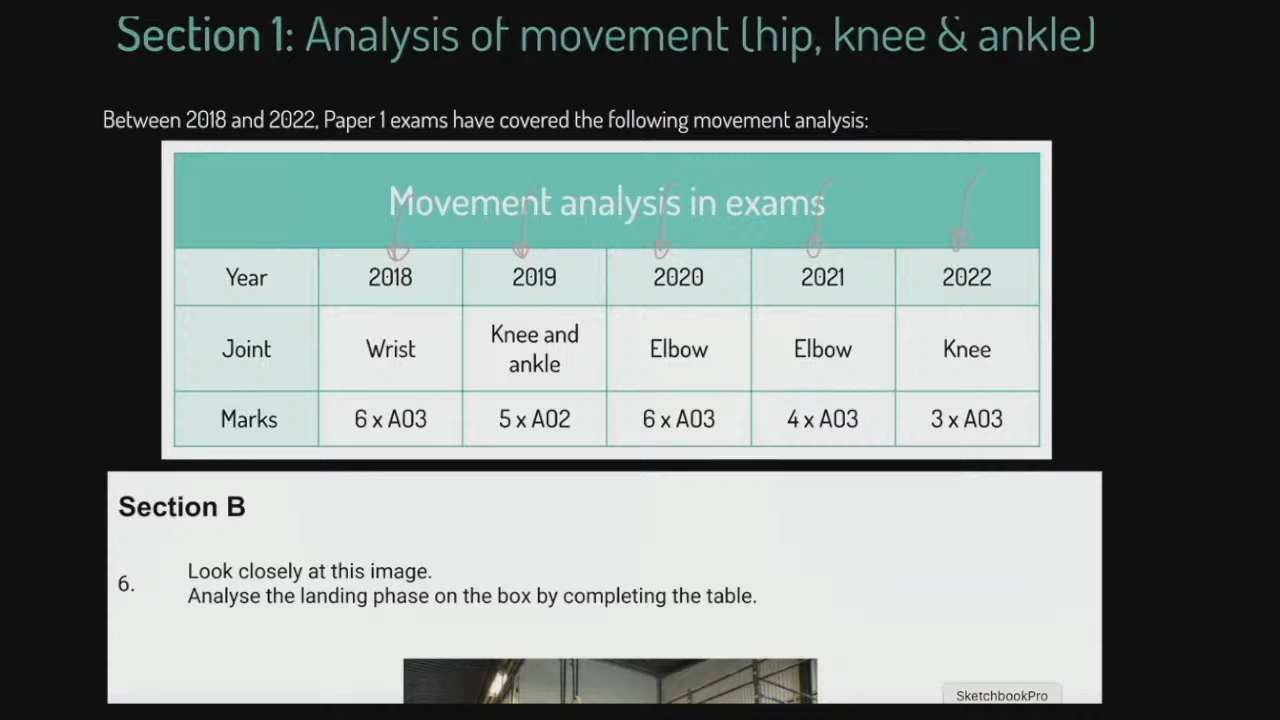 Section 1: Analysis of movement (hip, knee & ankle)
Between 2018 and 2022, Paper 1 exams have covered the following movement analysis:
Movement analysis in exams
Year 2018 2019 2020 2021 2022
Joint Wrist Knee and ankle Elbow Elbow Knee
Marks 6 x AO3 5 x AO2 6 x AO3 4 x AO3 3 x AO3
Section B
6. Look closely at this image.
Analyse the landing phase on the box by completing the table.
SketchbookPro